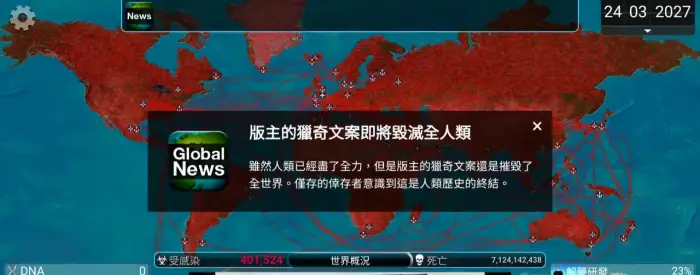 News
24 03 2027
版主的獵奇文案即將毀滅全人類
Global
News
雖然人類已經盡了全力，但是版主的獵奇文案還是摧毀了
全世界。僅存的倖存者意識到這是人類歷史的終結。
受感染 401,524 世界概況 死亡 7,124,142,438
DNA 0
解藥研發 23%